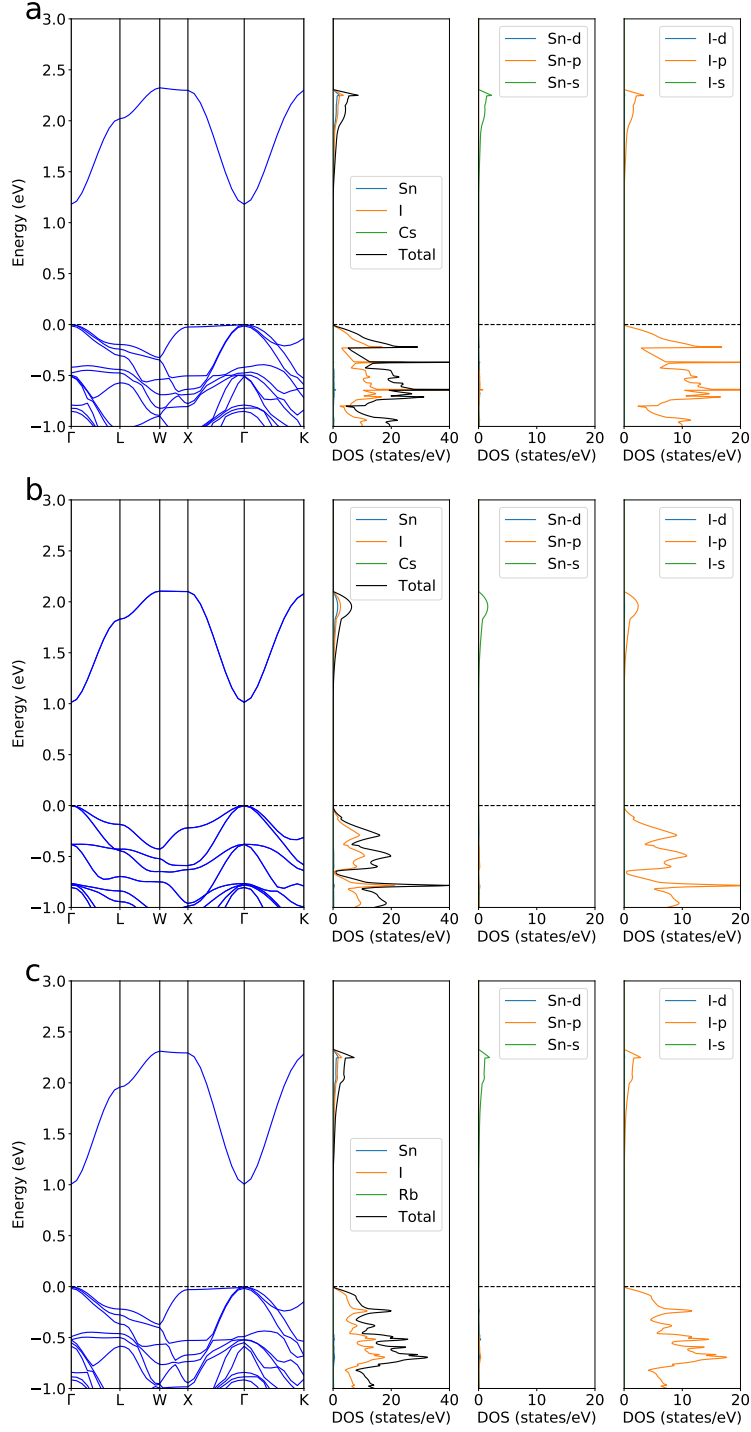 a
3.0
2.5
2.0
1.5
1.0
0.5
0.0
−0.5
−1.0
Energy (eV)
Γ L W X Γ K
Sn
I
Cs
Total
0 20 40
DOS (states/eV)
Sn-d
Sn-p
Sn-s
0 20
DOS (states/eV)
I-d
I-p
I-s
0 10 20
DOS (states/eV)
b
3.0
2.5
2.0
1.5
1.0
0.5
0.0
−0.5
−1.0
Energy (eV)
Γ L W X Γ K
Sn
I
Cs
Total
0 20 40
DOS (states/eV)
Sn-d
Sn-p
Sn-s
0 20
DOS (states/eV)
I-d
I-p
I-s
0 10 20
DOS (states/eV)
c
3.0
2.5
2.0
1.5
1.0
0.5
0.0
−0.5
−1.0
Energy (eV)
Γ L W X Γ K
Sn
I
Rb
Total
0 20 40
DOS (states/eV)
Sn-d
Sn-p
Sn-s
0 20
DOS (states/eV)
I-d
I-p
I-s
0 10 20
DOS (states/eV)